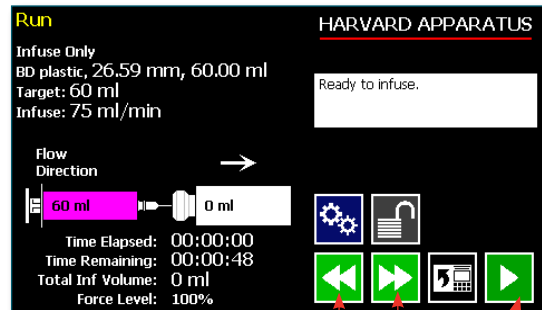 Run
HARVARD APPARATUS
Infuse Only
BD plastic, 26.59 mm, 60.00 ml
Target: 60 ml
Infuse: 75 ml/min
Ready to infuse.
Flow
Direction
60 ml
0 ml
Time Elapsed: 00:00:00
Time Remaining: 00:00:48
Total Inf Volume: 0 ml
Force Level: 100%